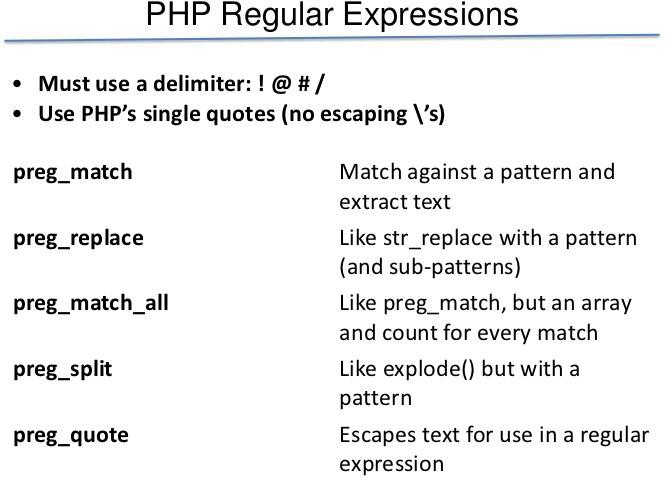 PHP Regular Expressions
• Must use a delimiter: ! @ # /
• Use PHP’s single quotes (no escaping \’s)
preg_match Match against a pattern and
extract text
preg_replace Like str_replace with a pattern
(and sub-patterns)
preg_match_all Like preg_match, but an array
and count for every match
preg_split Like explode() but with a
pattern
preg_quote Escapes text for use in a regular
expression